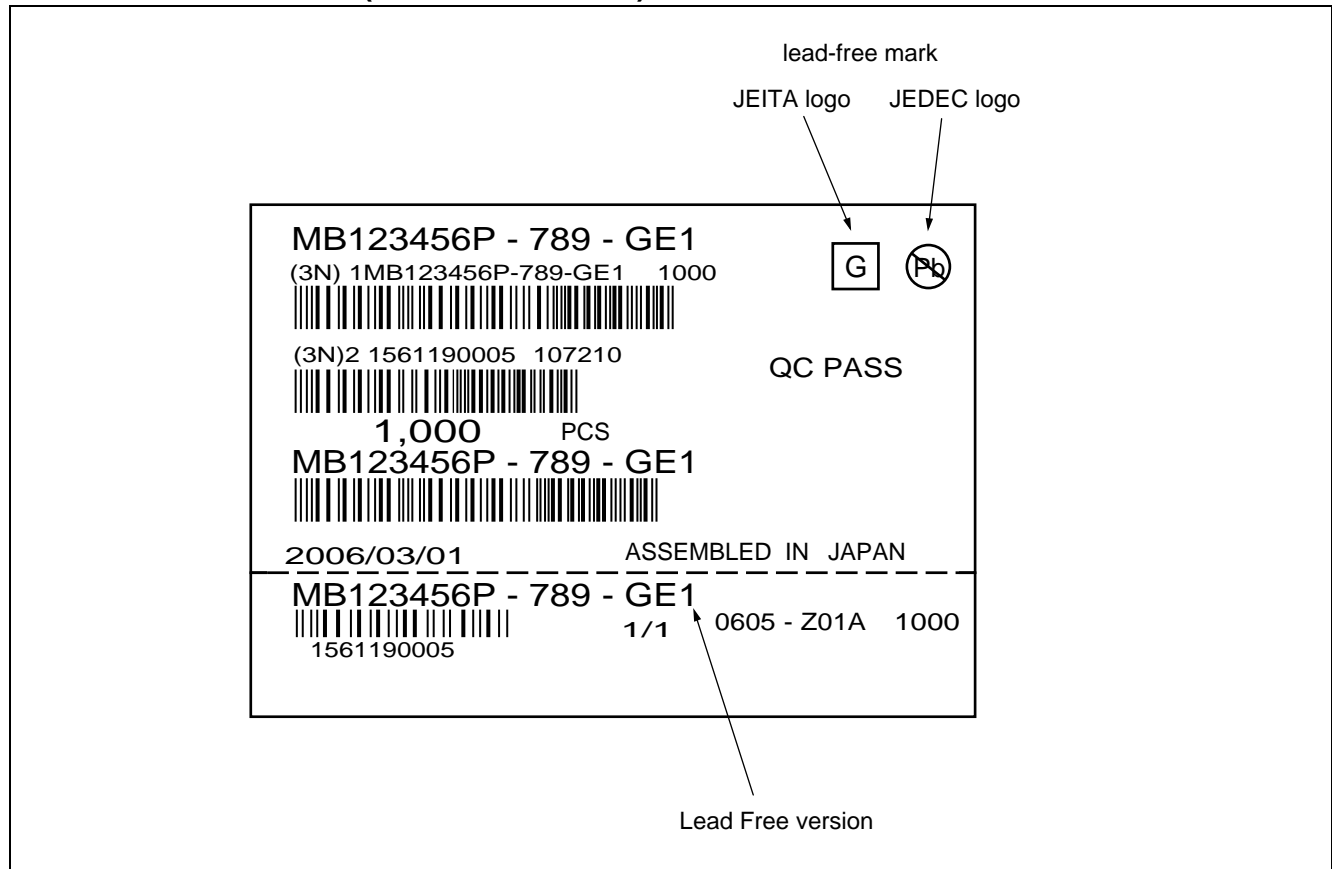 lead-free mark
JEITA logo JEDEC logo
MB123456P - 789 - GE1
(3N) 1MB123456P-789-GE1 1000
G Pb
(3N)2 1561190005 107210
QC PASS
1,000 PCS
MB123456P - 789 - GE1
2006/03/01 ASSEMBLED IN JAPAN
MB123456P - 789 - GE1
1/1 0605 - Z01A 1000
1561190005
Lead Free version